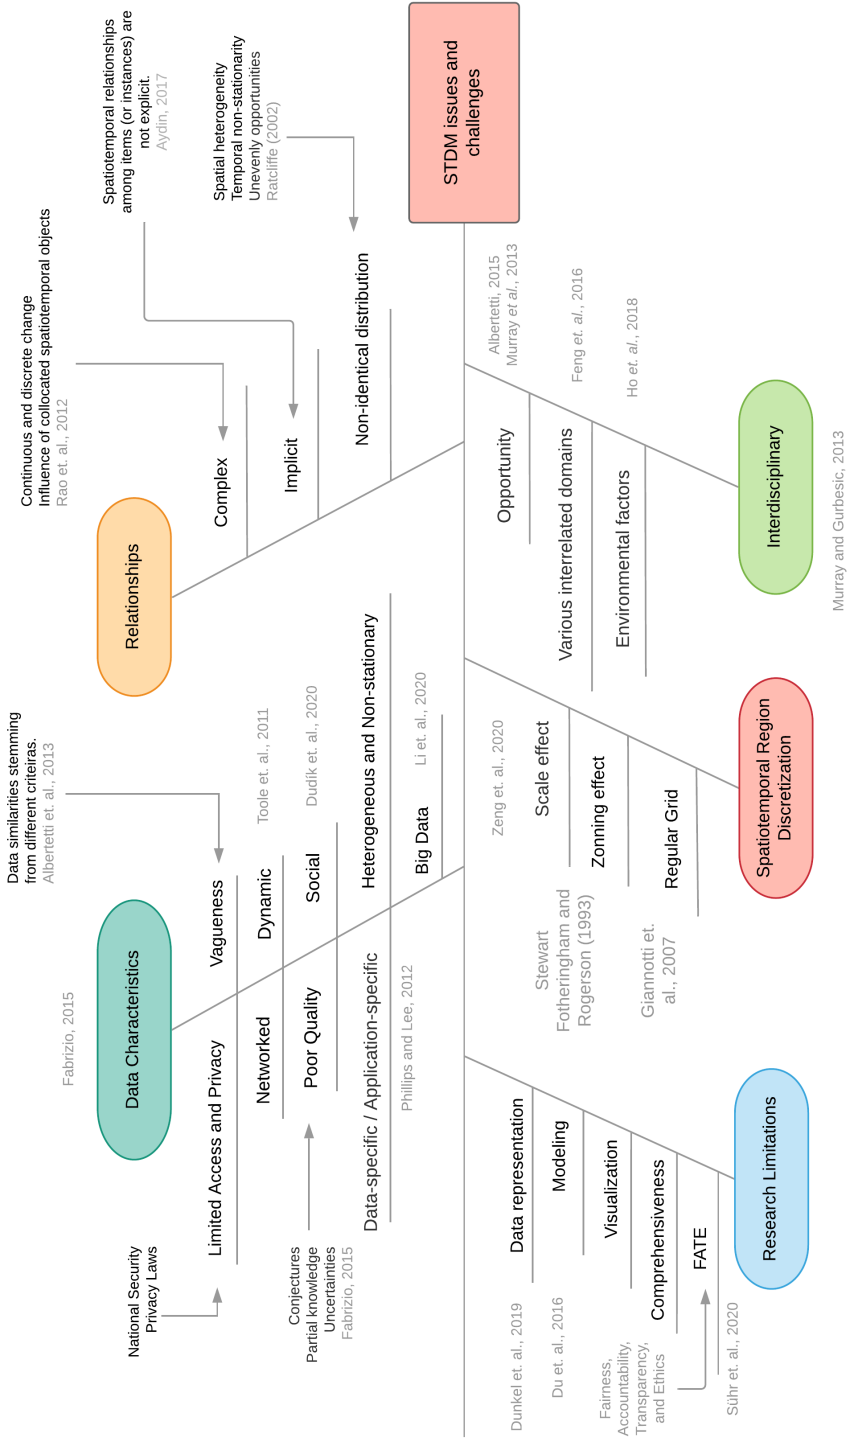 National Security
Privacy Laws
Conjectures
Partial knowledge
Uncertainties
Fabrizio, 2015
Fabrizio, 2015
Data Characteristics
Limited Access and Privacy
Networked
Poor Quality
Data-specific / Application-specific
Phillips and Lee, 2012
Data similarities stemming
from different criteiras.
Albertetti et. al., 2013
Vagueness
Dynamic
Toole et. al., 2011
Social
Dudík et. al., 2020
Heterogeneous and Non-stationary
Big Data
Li et. al., 2020
Relationships
Continuous and discrete change
Influence of collocated spatiotemporal objects
Rao et. al., 2012
Complex
Spatiotemporal relationships
among items (or instances) are
not explicit.
Aydin, 2017
Implicit
Spatial heterogeneity
Temporal non-stationarity
Unevenly opportunities
Ratcliffe (2002)
Non-identical distribution
STDM issues and
challenges
Dunkel et. al., 2019
Data representation
Du et. al., 2016
Modeling
Visualization
Comprehensiveness
FATE
Fairness,
Accountability,
Transparency,
and Ethics
Sühr et. al., 2020
Research Limitations
Zeng et. al., 2020
Scale effect
Stewart
Fotheringham and
Rogerson (1993)
Zonning effect
Regular Grid
Giannotti et.
al., 2007
Spatiotemporal Region
Discretization
Albertetti, 2015
Murray et al., 2013
Opportunity
Feng et. al., 2016
Various interrelated domains
Ho et. al., 2018
Environmental factors
Interdisciplinary
Murray and Gurbesic, 2013